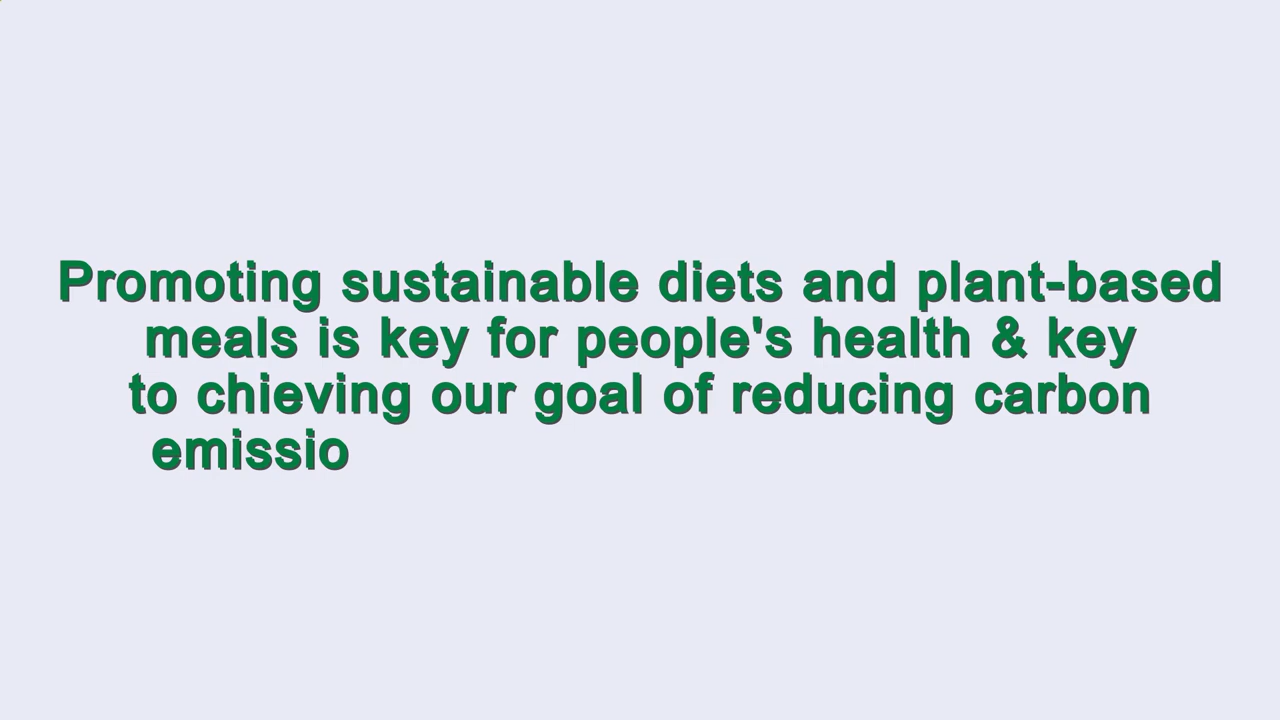 Promoting sustainable diets and plant-based
meals is key for people's health & key
to chieving our goal of reducing carbon
emissio